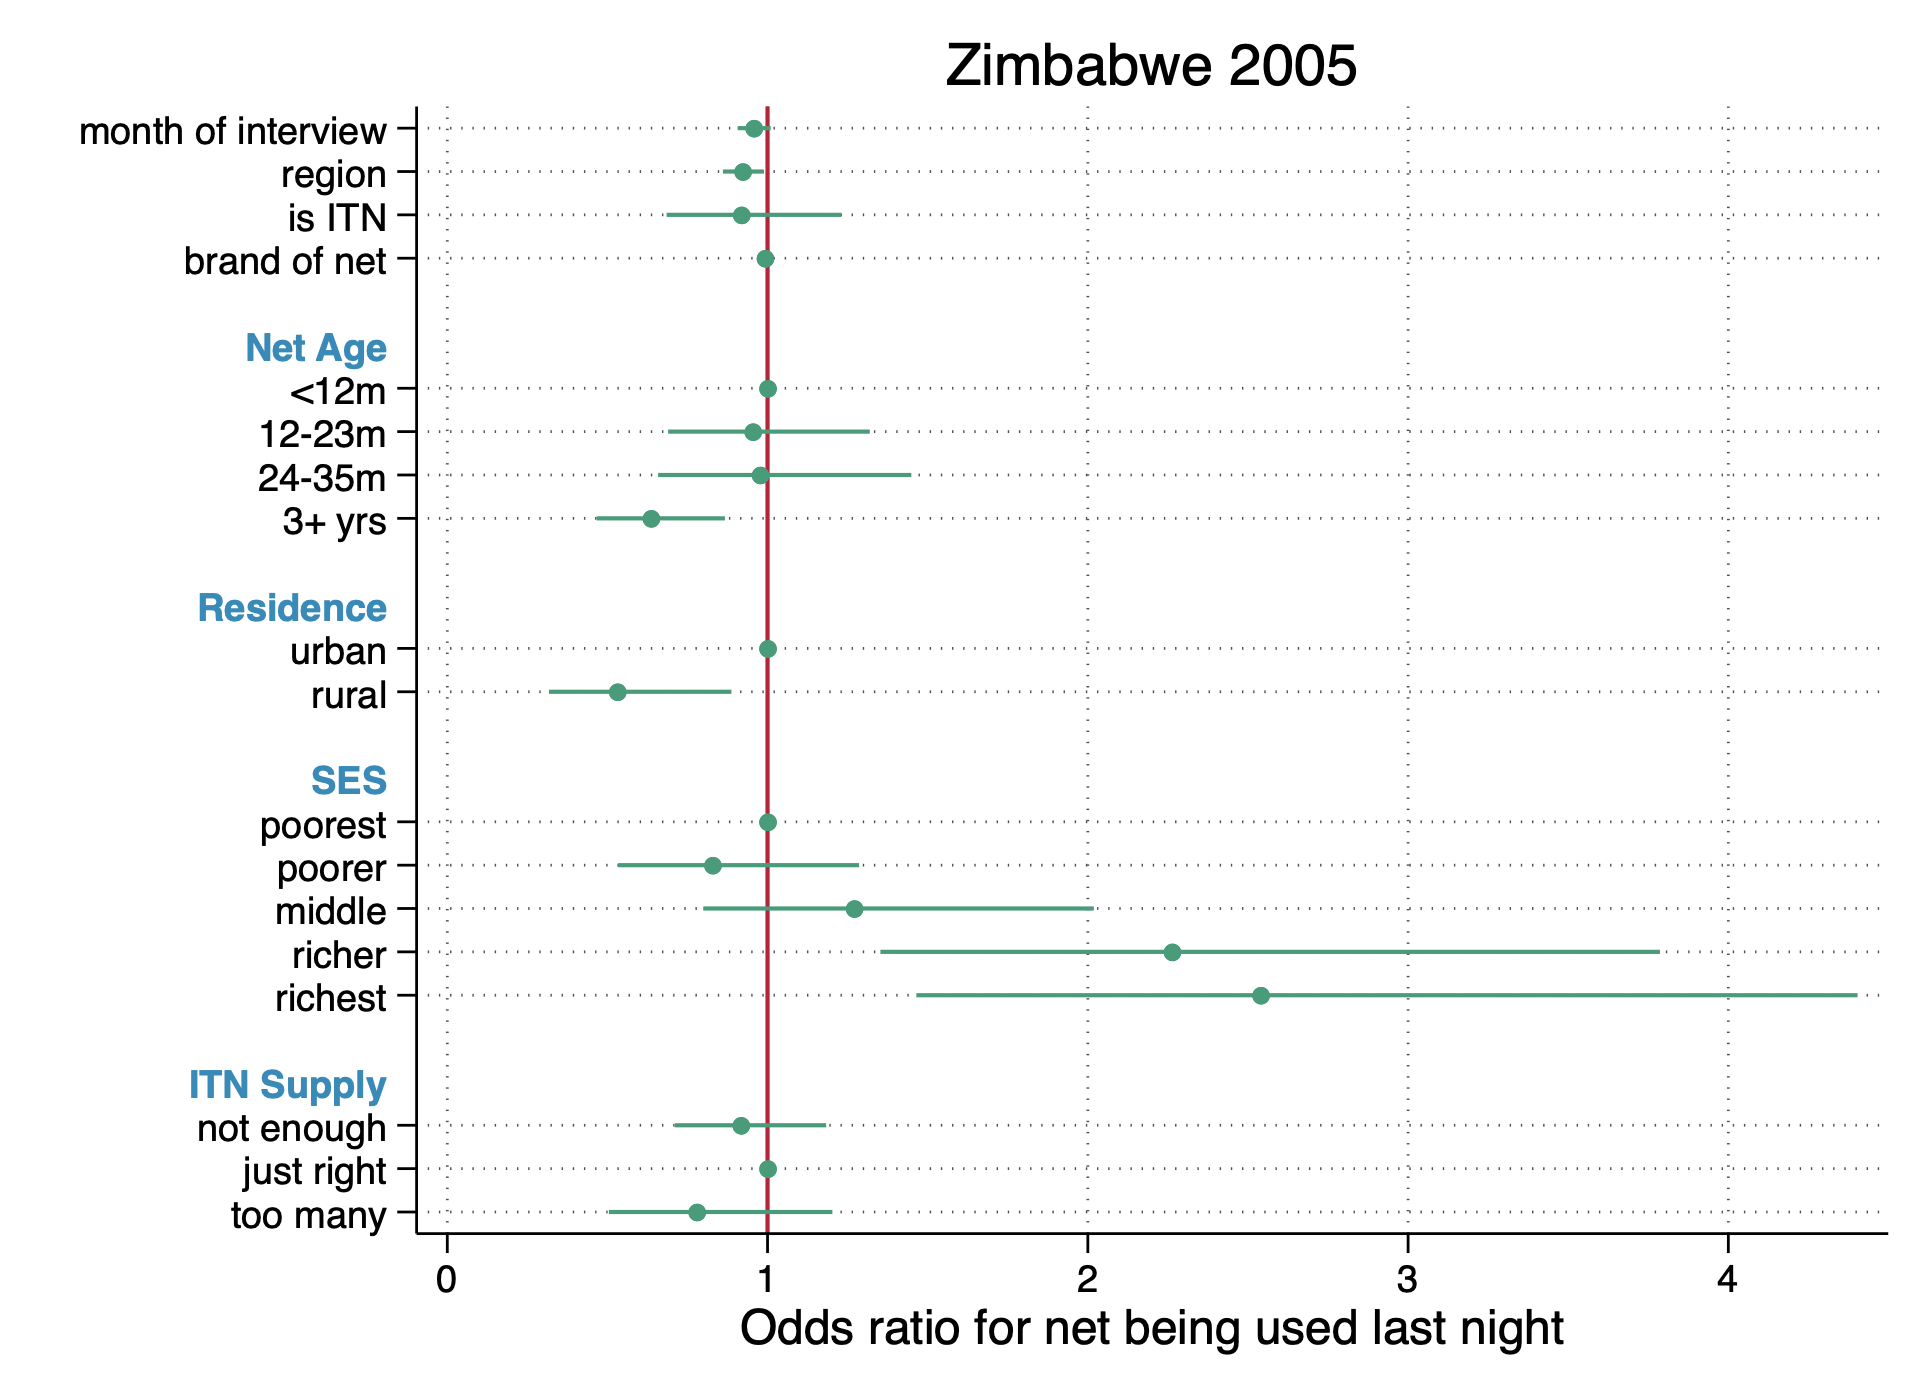 Zimbabwe 2005
month of interview
region
is ITN
brand of net
Net Age
<12m
12-23m
24-35m
3+ yrs
Residence
urban
rural
SES
poorest
poorer
middle
richer
richest
ITN Supply
not enough
just right
too many
0 1 2 3 4
Odds ratio for net being used last night